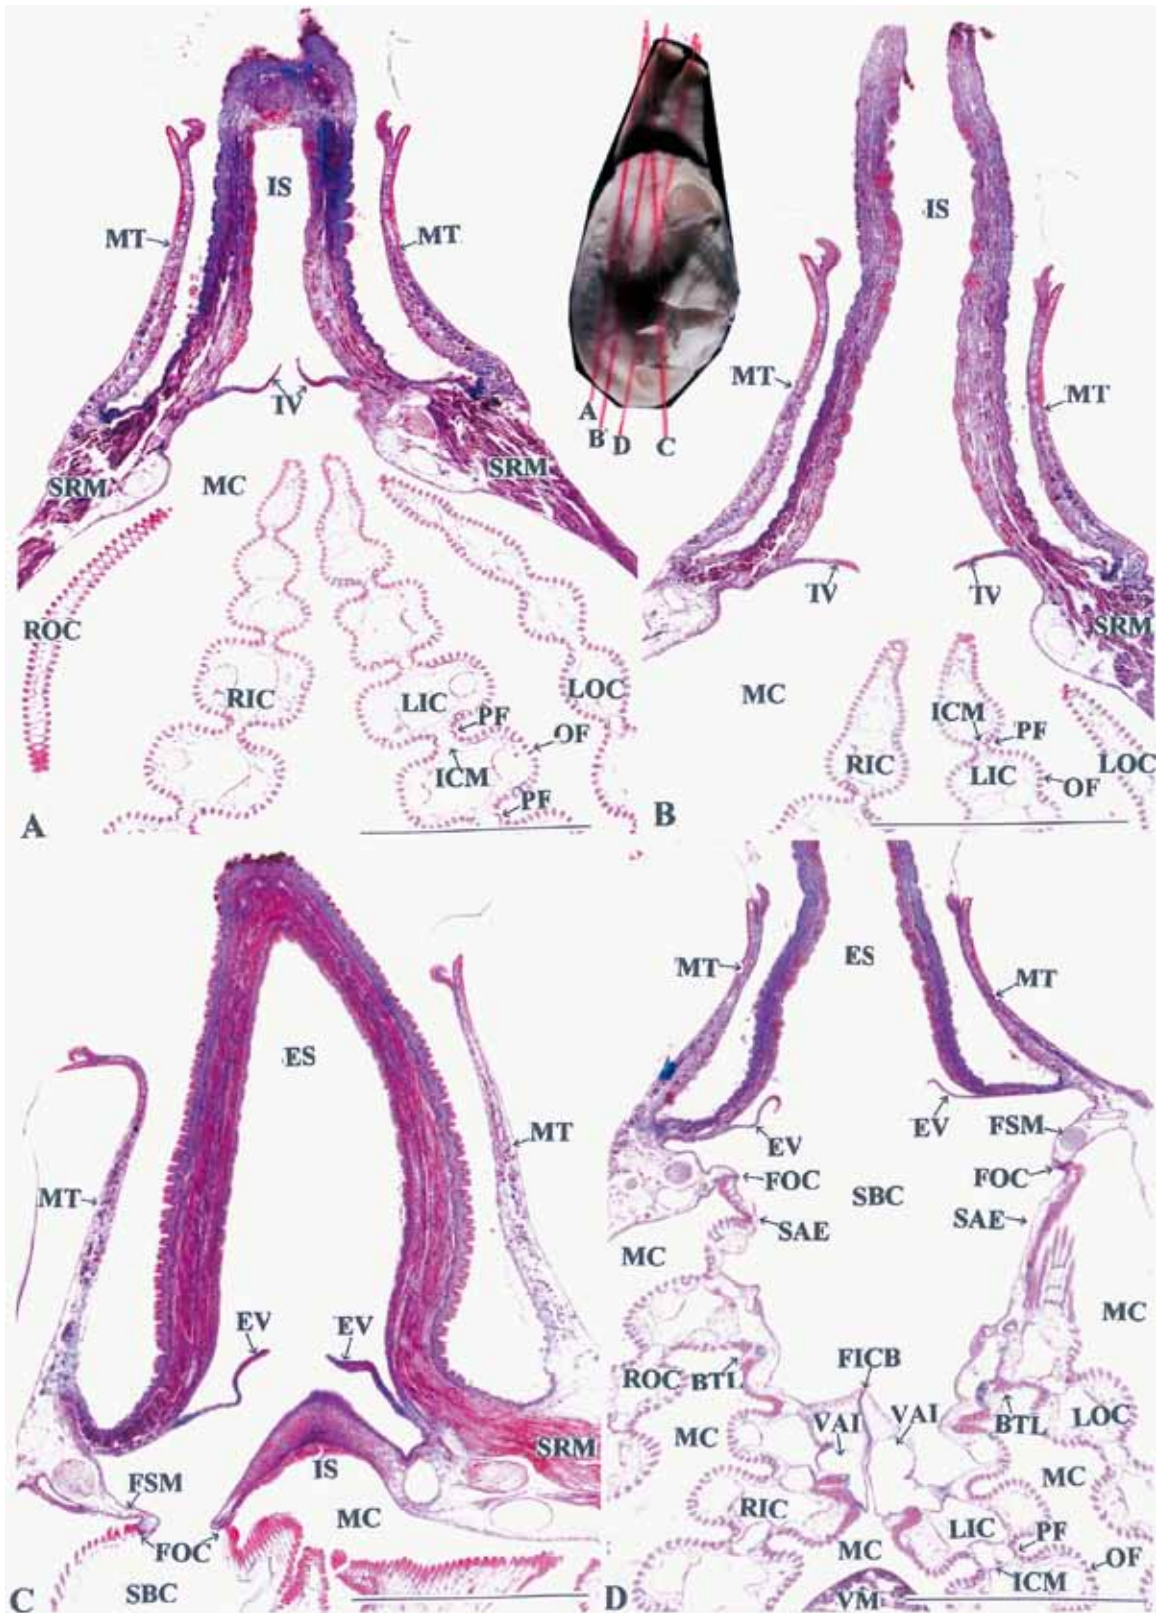 IS
MT
MT
IV
SRM
MC
SRM
ROC
RIC
LIC
PF
LOC
OF
ICM
PF
A
A
B
D
C
IS
MT
MT
IV
IV
SRM
MC
ICM
PF
RIC
LIC
OF
LOC
B
ES
MT
MT
EV
EV
SRM
IS
FSM
MC
FOC
SBC
C
ES
MT
MT
EV
EV
FSM
FOC
FOC
SBC
SAE
SAE
MC
MC
FICB
ROC
BTL
VAI
VAI
BTL
LOC
MC
MC
RIC
LIC
PF
MC
OF
ICM
VM
D